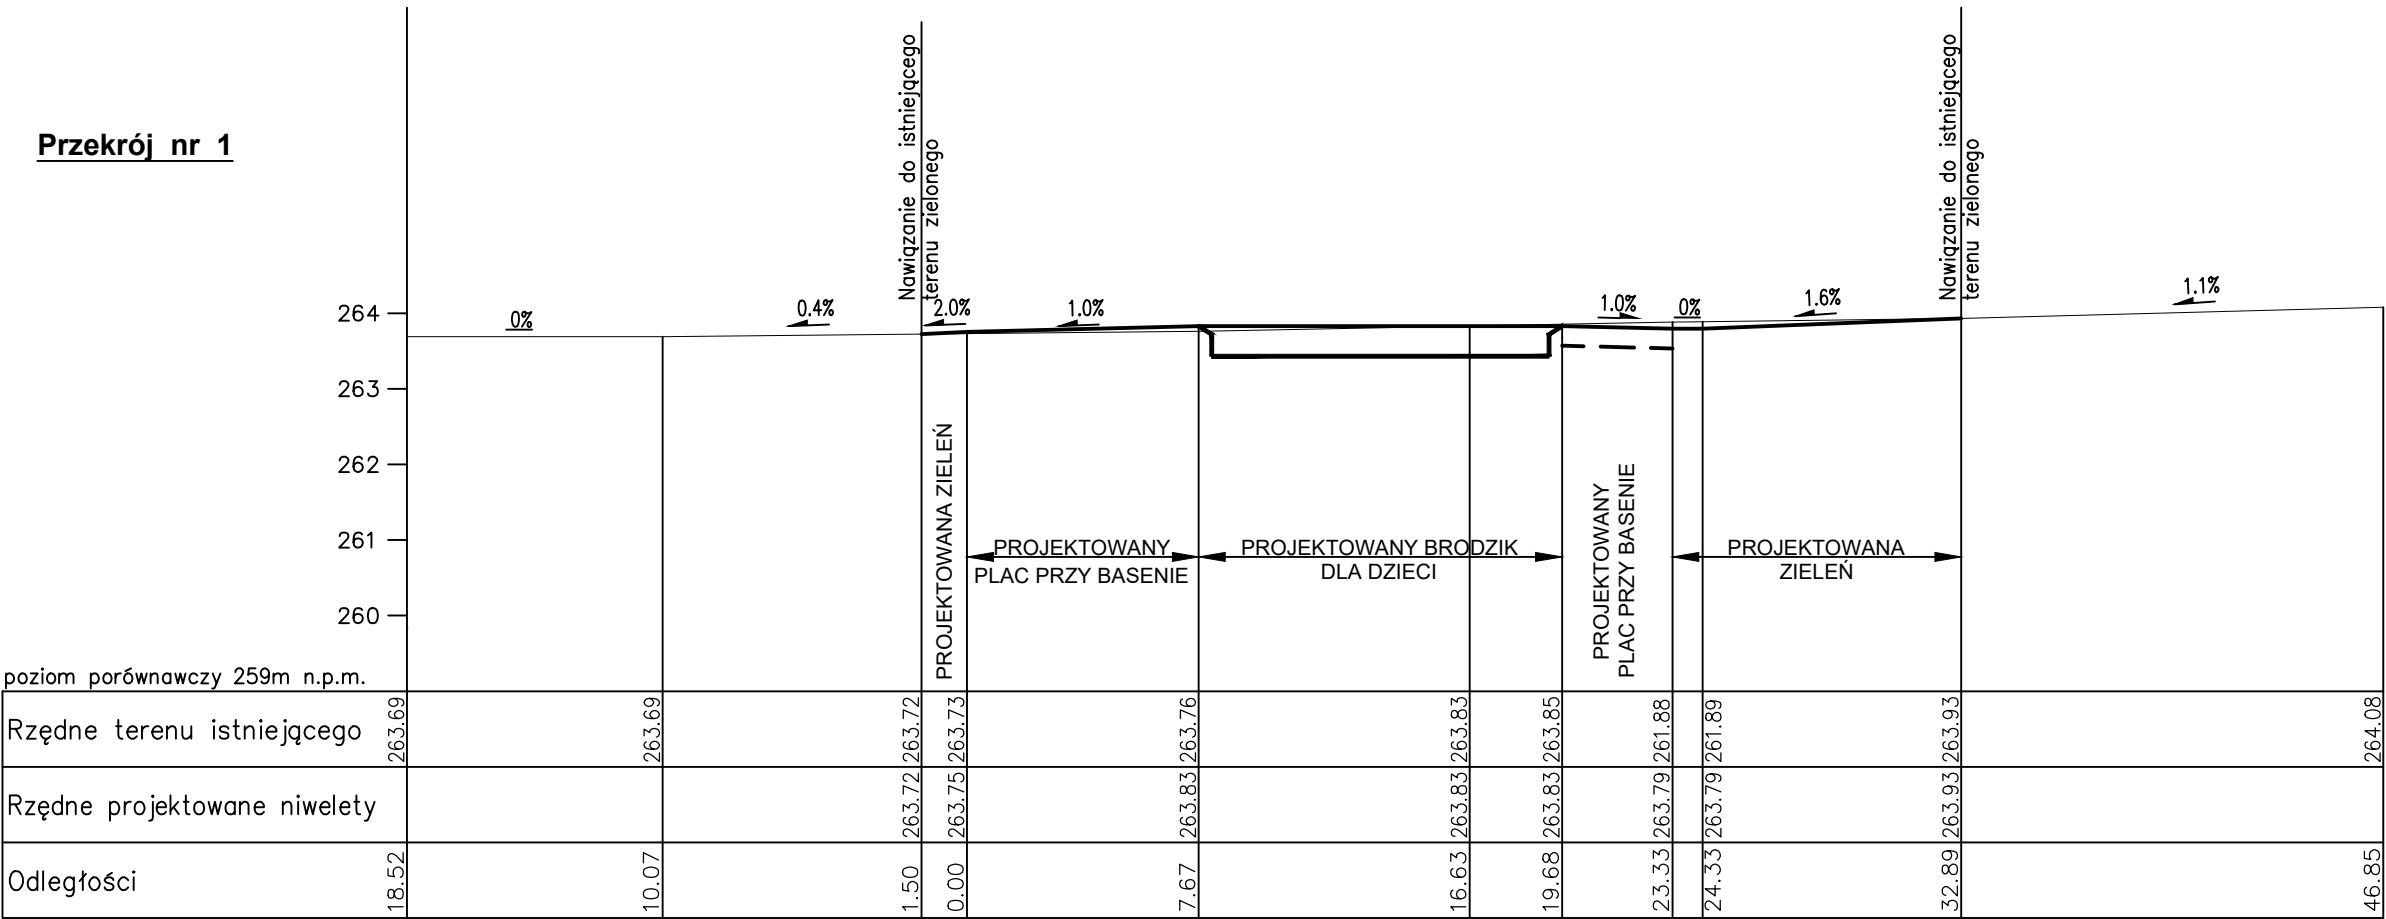 Przekrój nr 1
Nawiązanie do istniejącego
terenu zielonego
Nawiązanie do istniejącego
terenu zielonego
0%
0.4%
2.0%
1.0%
1.0%
0%
1.6%
1.1%
264
263
262
261
260
PROJEKTOWANA ZIELEŃ
PROJEKTOWANY
PLAC PRZY BASENIE
PROJEKTOWANY BRODZIK
DLA DZIECI
PROJEKTOWANY
PLAC PRZY BASENIE
PROJEKTOWANA
ZIELEŃ
poziom porównawczy 259m n.p.m.
Rzędne terenu istniejącego 263.69 263.69 263.72 263.73 263.76 263.83 263.85 261.88 261.89 263.93 264.08
Rzędne projektowane niwelety 263.72 263.75 263.83 263.83 263.83 263.79 263.79 263.93
Odległości 18.52 10.07 1.50 0.00 7.67 16.63 19.68 23.33 24.33 32.89 46.85